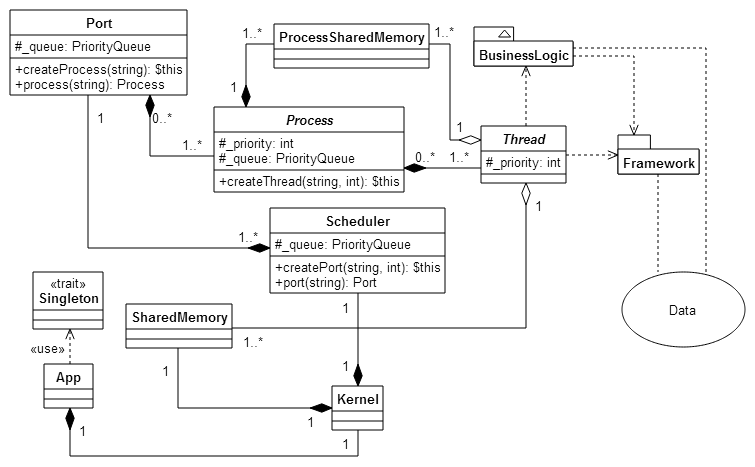 Port
#_queue: PriorityQueue
+createProcess(string): $this
+process(string): Process
1..*
ProcessSharedMemory
1..*
BusinessLogic
1
0..*
1
1..*
Process
#_priority: int
#_queue: PriorityQueue
+createThread(string, int): $this
0..*
1..*
1
Thread
#_priority: int
Framework
1
Scheduler
#_queue: PriorityQueue
+createPort(string, int): $this
+port(string): Port
1..*
«trait»
Singleton
«use»
SharedMemory
1..*
1
1
Data
App
1
1
1
Kernel
1
1